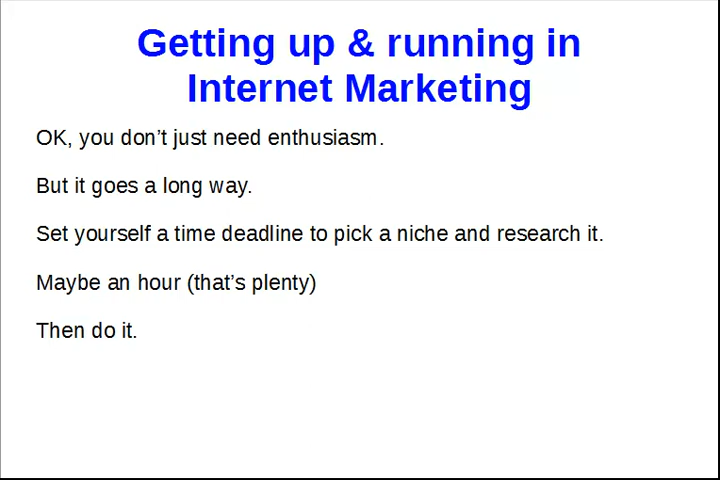 Getting up & running in
Internet Marketing
OK, you don’t just need enthusiasm.
But it goes a long way.
Set yourself a time deadline to pick a niche and research it.
Maybe an hour (that’s plenty)
Then do it.